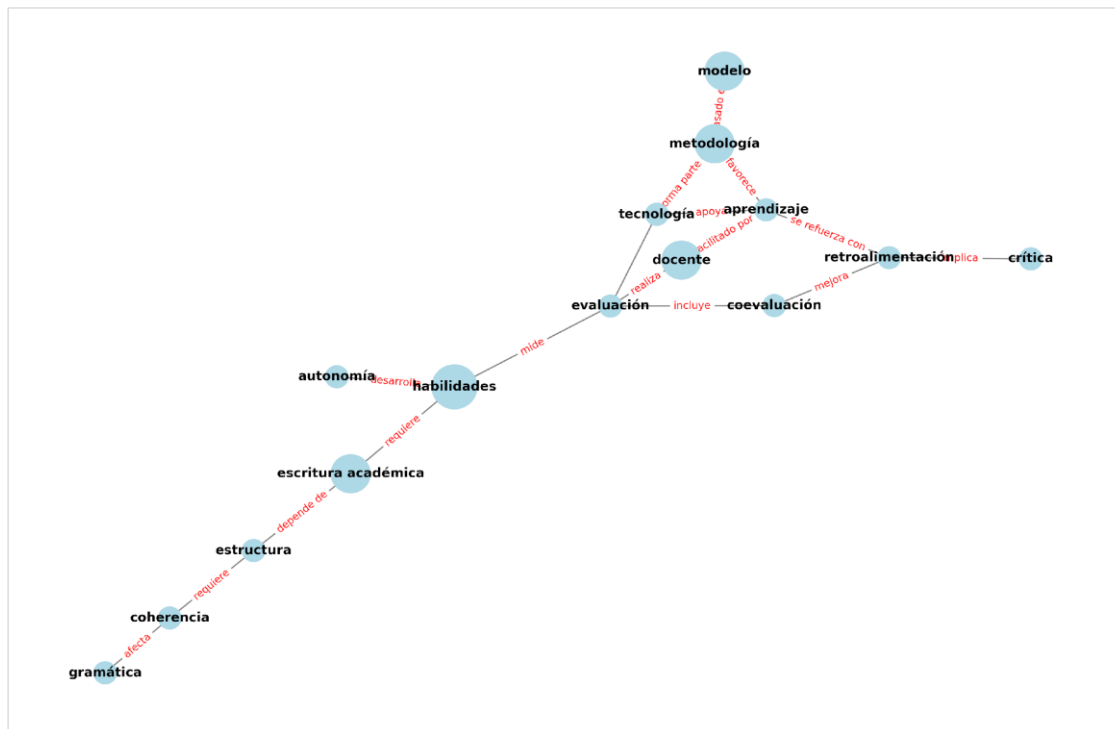 modelo
metodología
favorece
tecnología
apoya
aprendizaje
se refuerza con
docente
retroalimentación
crítica
realiza
mejora
evaluación
incluye
coevaluación
mide
autonomía
habilidades
requiere
escritura académica
depende de
estructura
requiere
coherencia
afecta
gramática